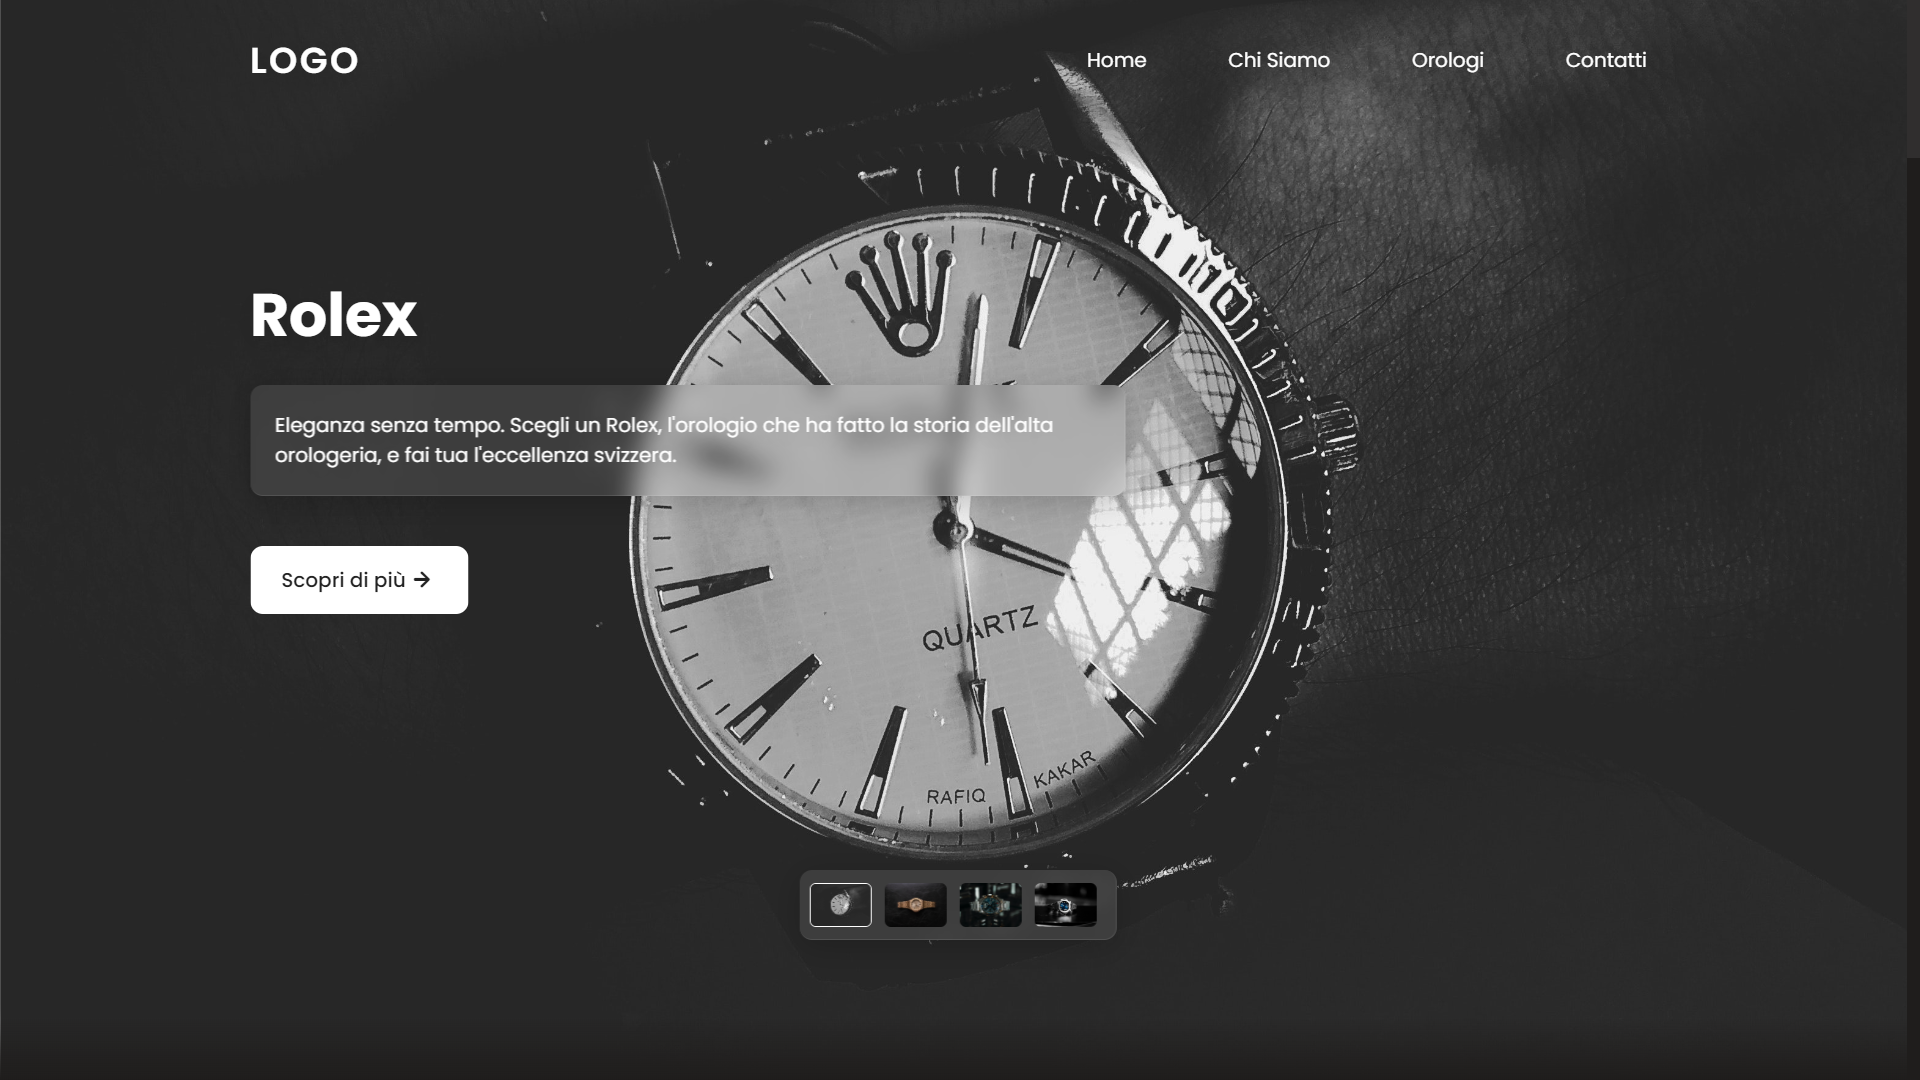 LOGO
Home
Chi Siamo
Orologi
Contatti
Rolex
Eleganza senza tempo. Scegli un Rolex, l'orologio che ha fatto la storia dell'alta
orologeria, e fai tua l'eccellenza svizzera.
Scopri di più
QUARTZ
RAFIQ
KAKAR